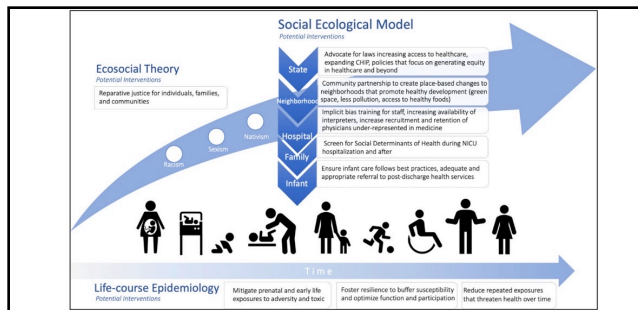 Social Ecological Model
Potential Interventions
State
Advocate for laws increasing access to healthcare,
expanding CHIP, policies that focus on generating equity
in healthcare and beyond
Ecosocial Theory
Potential Interventions
Reparative justice for individuals, families,
and communities
Neighborhood
Community partnership to create place-based changes to
neighborhoods that promote healthy development (green
space, less pollution, access to healthy foods)
Hospital
Implicit bias training for staff, increasing availability of
interpreters, increase recruitment and retention of
physicians under-represented in medicine
Family
Screen for Social Determinants of Health during NICU
hospitalization and after
Infant
Ensure infant care follows best practices, adequate and
appropriate referral to post-discharge health services
Racism
Sexism
Nativism
Time
Life-course Epidemiology
Potential Interventions
Mitigate prenatal and early life
exposures to adversity and toxic
Foster resilience to buffer susceptibility
and optimize function and participation
Reduce repeated exposures
that threaten health over time